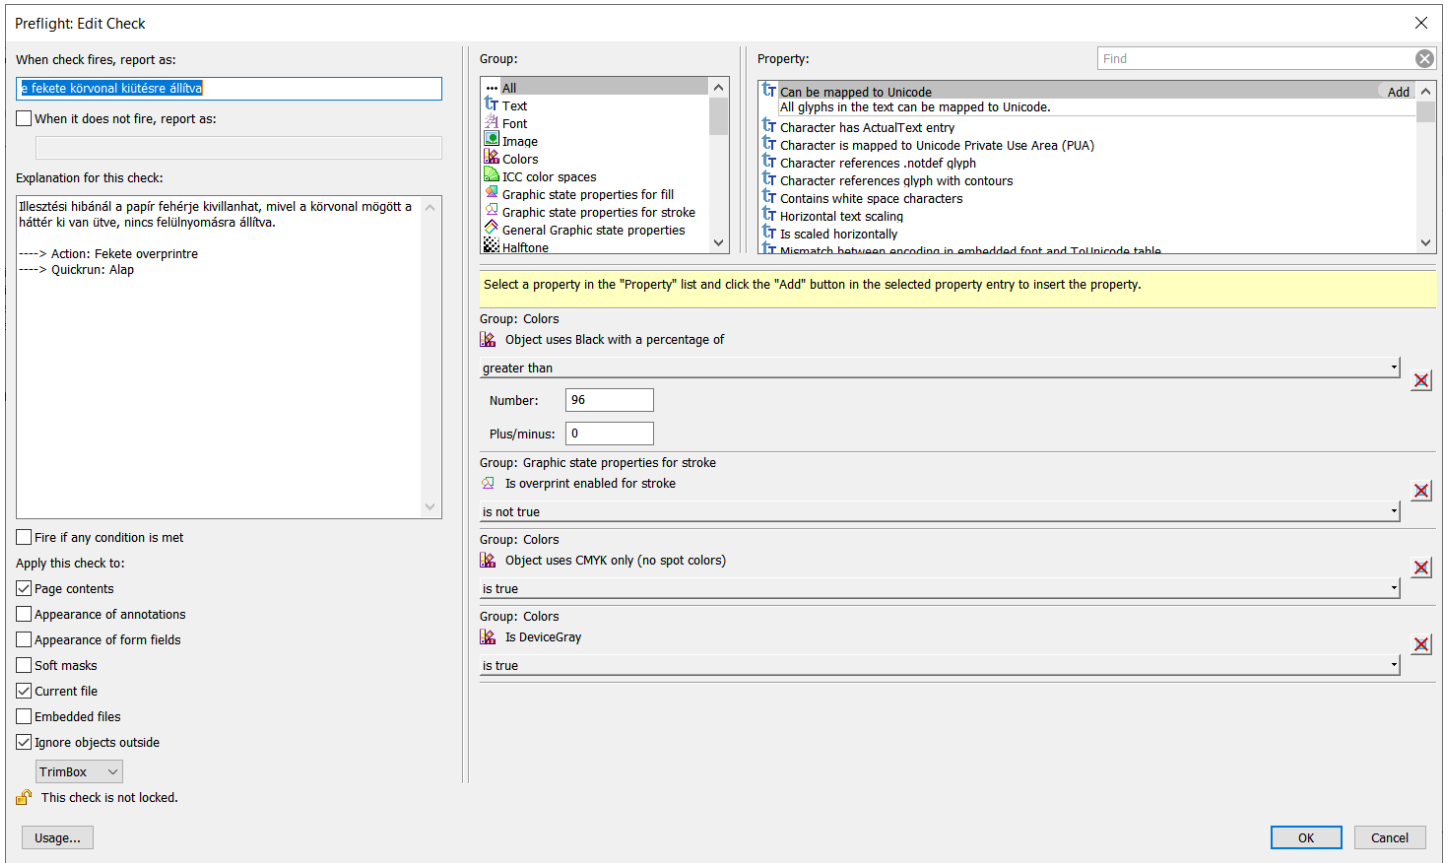 Preflight: Edit Check
When check fires, report as:
e fekete körvonal kiütésre állítva
When it does not fire, report as:
Explanation for this check:
Illesztési hibánál a papír fehérje kivillanhat, mivel a körvonal mögött a
háttér ki van ütve, nincs felülnyomásra állítva.
----> Action: Fekete overprintre
----> Quickrun: Alap
Fire if any condition is met
Apply this check to:
Page contents
Appearance of annotations
Appearance of form fields
Soft masks
Current file
Embedded files
Ignore objects outside
TrimBox
This check is not locked.
Usage...
Group:
All
Text
Font
Image
Colors
ICC color spaces
Graphic state properties for fill
Graphic state properties for stroke
General Graphic state properties
Halftone
Property:
Find
Can be mapped to Unicode
Add
All glyphs in the text can be mapped to Unicode.
Character has ActualText entry
Character is mapped to Unicode Private Use Area (PUA)
Character references .notdef glyph
Character references glyph with contours
Contains white space characters
Horizontal text scaling
Is scaled horizontally
Mismatch between encoding in embedded font and ToUnicode table
Select a property in the "Property" list and click the "Add" button in the selected property entry to insert the property.
Group: Colors
Object uses Black with a percentage of
greater than
Number: 96
Plus/minus: 0
Group: Graphic state properties for stroke
Is overprint enabled for stroke
is not true
Group: Colors
Object uses CMYK only (no spot colors)
is true
Group: Colors
Is DeviceGray
is true
OK
Cancel